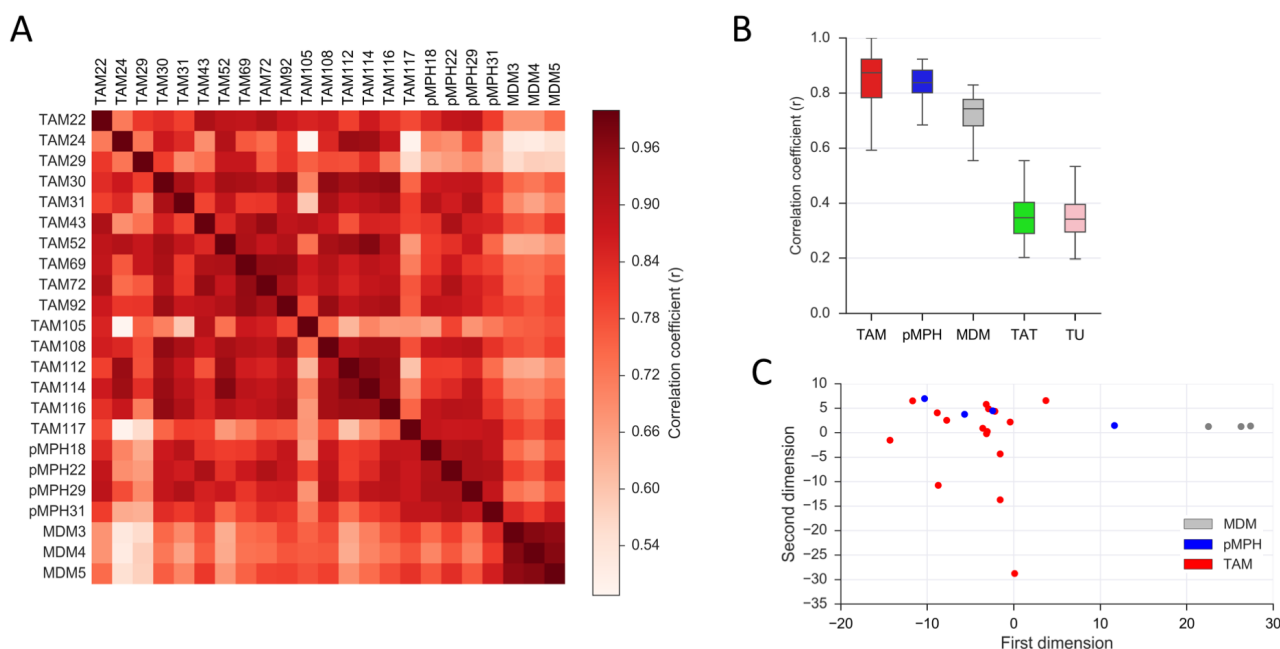 A
TAM22 TAM24 TAM29 TAM30 TAM31 TAM43 TAM52 TAM69 TAM72 TAM92 TAM105 TAM108 TAM112 TAM114 TAM116 TAM117 pMPH18 pMPH22 pMPH29 pMPH31 MDM3 MDM4 MDM5
TAM22
TAM24
TAM29
TAM30
TAM31
TAM43
TAM52
TAM69
TAM72
TAM92
TAM105
TAM108
TAM112
TAM114
TAM116
TAM117
pMPH18
pMPH22
pMPH29
pMPH31
MDM3
MDM4
MDM5
0.96
0.90
0.84
0.78
0.72
0.66
0.60
0.54
Correlation coefficient (r)
B
Correlation coefficient (r)
1.0
0.8
0.6
0.4
0.2
0.0
TAM pMPH MDM TAT TU
C
Second dimension
10
5
0
−5
−10
−15
−20
−25
−30
−35
MDM
pMPH
TAM
−20 −10 0 10 20 30
First dimension